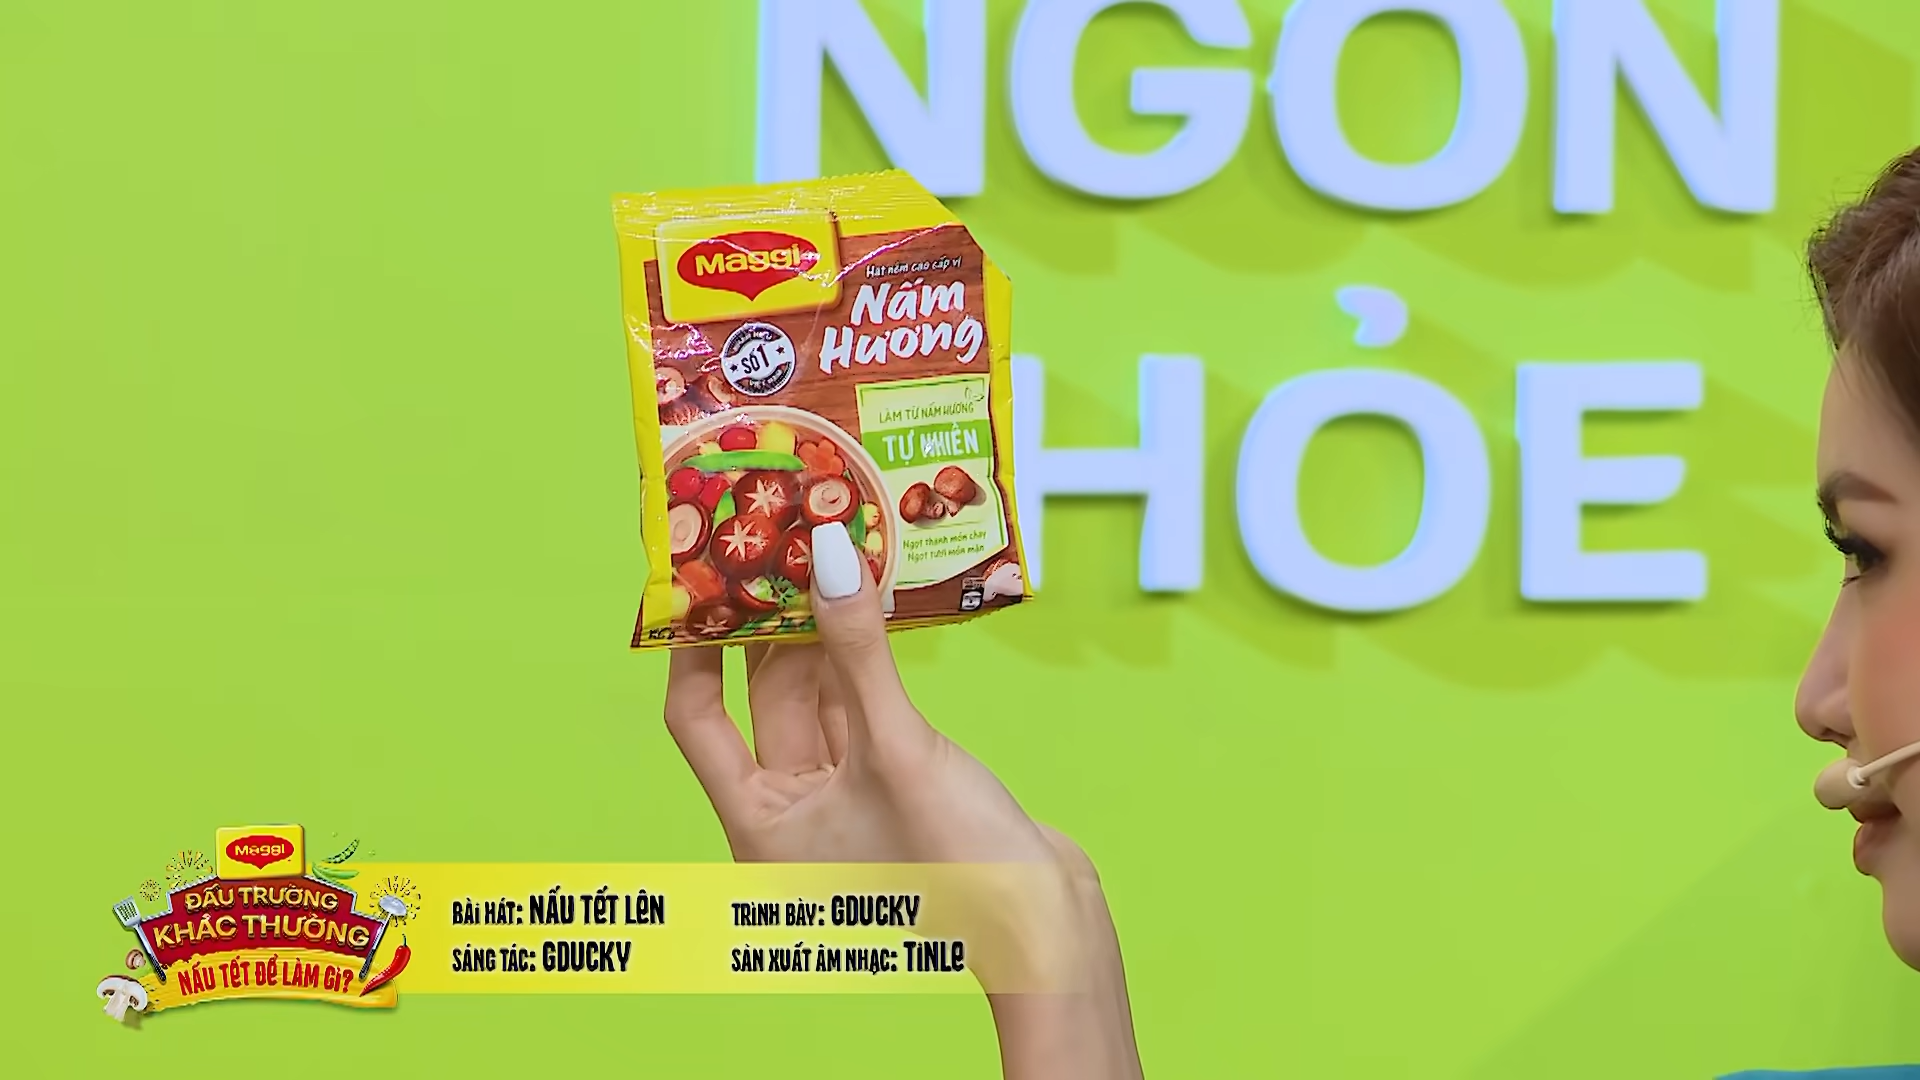 NGON
HỎE
Maggi
Hạt nêm cao cấp vị
Nấm
Hương
SỐ 1
LÀM TỪ NẤM HƯƠNG
TỰ NHIÊN
Ngọt thanh món chay
Ngọt tươi món mặn
Maggi
ĐẤU TRƯỜNG
KHẮC THƯỜNG
NẤU TẾT ĐỂ LÀM GÌ?
BÀI HÁT: NẤU TẾT LÊN
SÁNG TÁC: GDUCKY
TRÌNH BÀY: GDUCKY
SẢN XUẤT ÂM NHẠC: TINLE